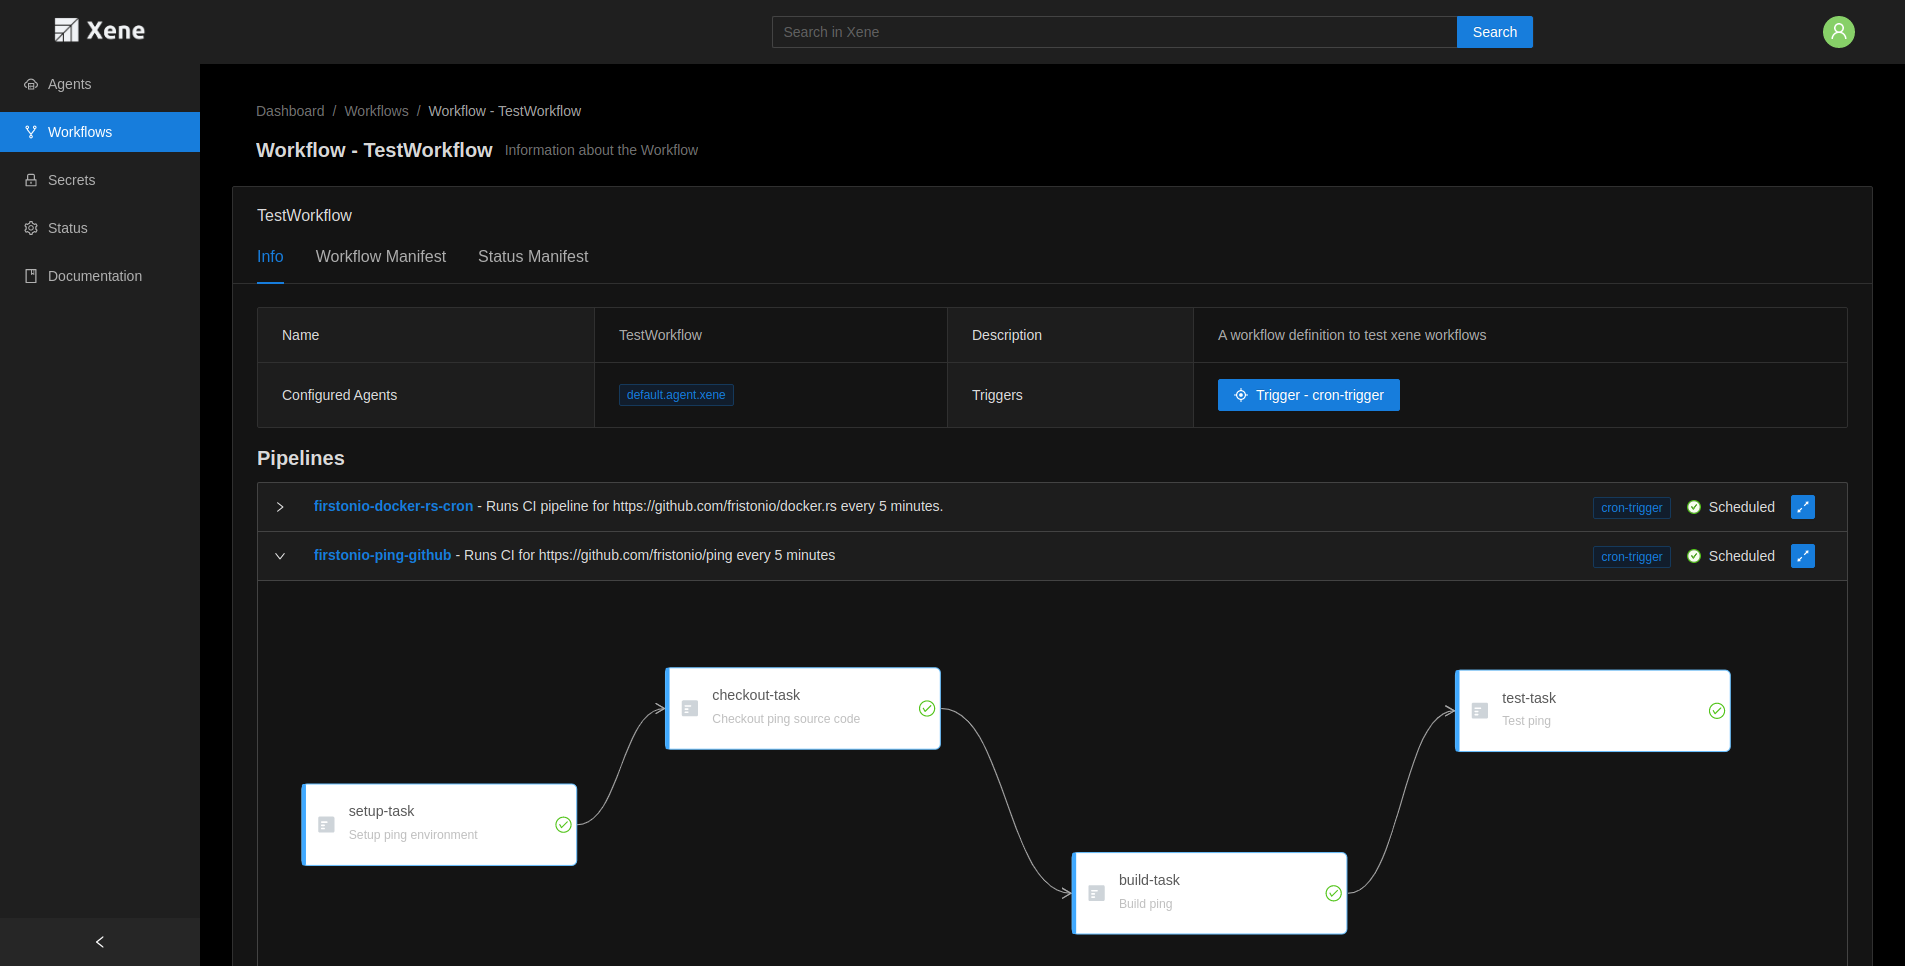 Xene
Search in Xene
Search
Agents
Workflows
Secrets
Status
Documentation
Dashboard / Workflows / Workflow - TestWorkflow
Workflow - TestWorkflow Information about the Workflow
TestWorkflow
Info Workflow Manifest Status Manifest
Name TestWorkflow Description A workflow definition to test xene workflows
Configured Agents default.agent.xene Triggers Trigger - cron-trigger
Pipelines
firstonio-docker-rs-cron - Runs CI pipeline for https://github.com/fristonio/docker.rs every 5 minutes. cron-trigger Scheduled
firstonio-ping-github - Runs CI for https://github.com/fristonio/ping every 5 minutes cron-trigger Scheduled
setup-task
Setup ping environment
checkout-task
Checkout ping source code
build-task
Build ping
test-task
Test ping